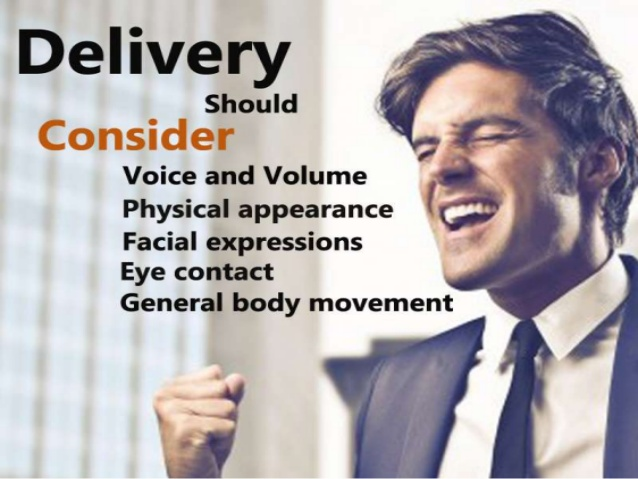 Delivery
Should
Consider
Voice and Volume
Physical appearance
Facial expressions
Eye contact
General body movement